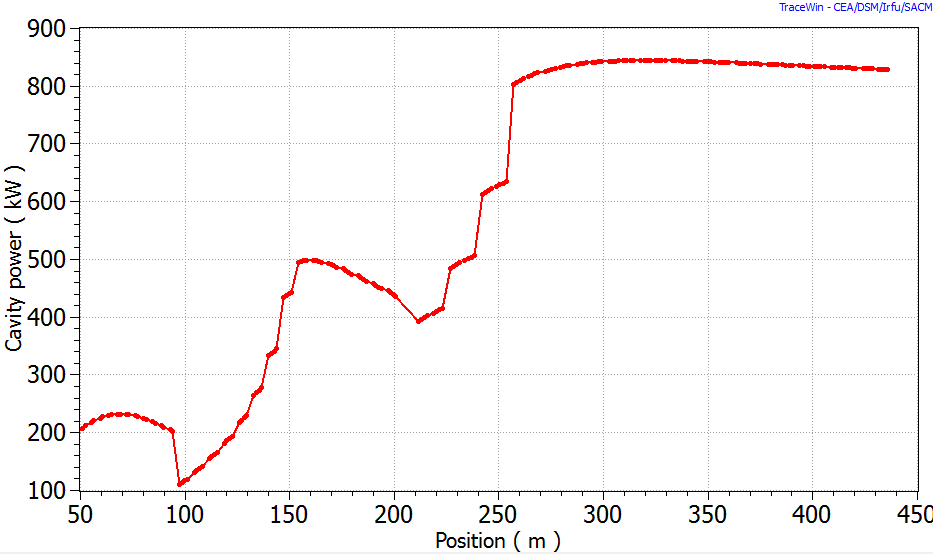 TraceWin - CEA/DSM/Irfu/SACM
900
800
700
600
500
400
300
200
100
Cavity power ( kW )
50 100 150 200 250 300 350 400 450
Position ( m )